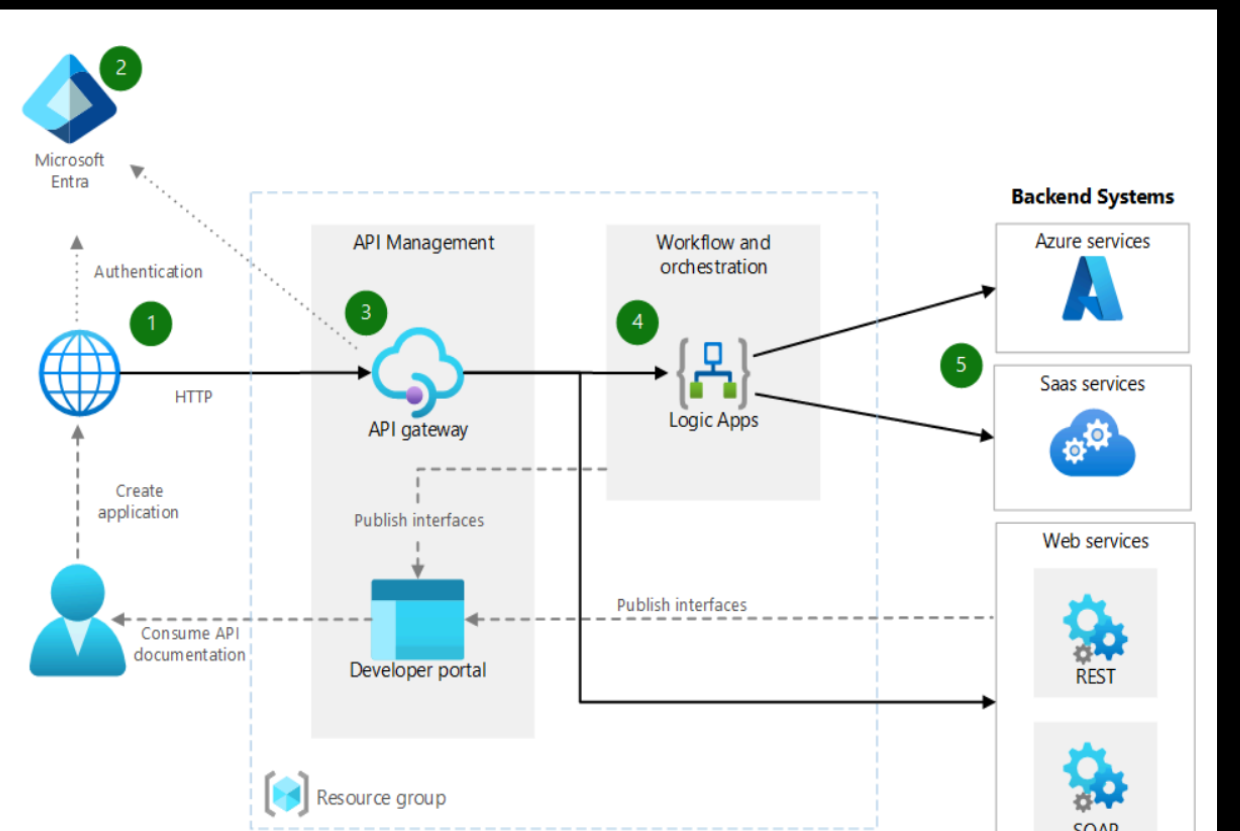 2
Microsoft
Entra
Authentication
1
HTTP
Create
application
Consume API
documentation
API Management
3
API gateway
Publish interfaces
Developer portal
Resource group
Workflow and
orchestration
4
Logic Apps
Publish interfaces
Backend Systems
Azure services
5
Saas services
Web services
REST
SOAP